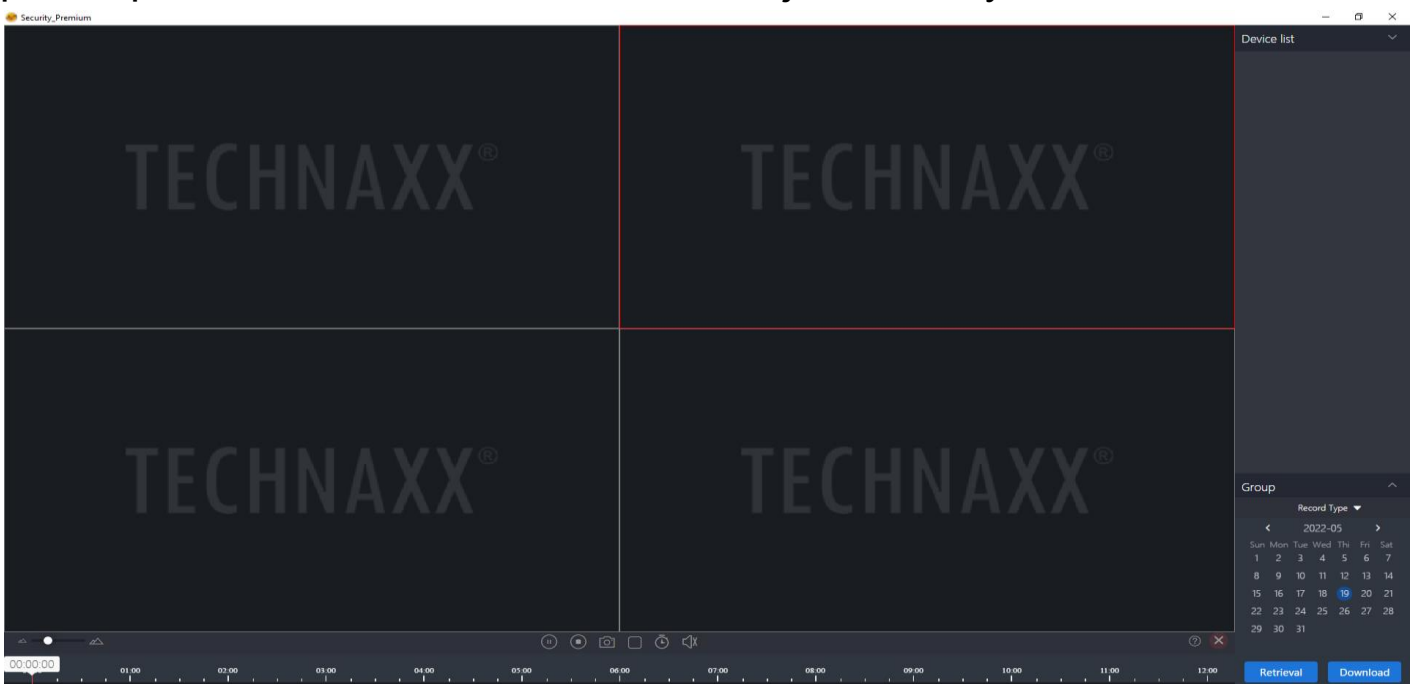 Security_Premium
Device list
TECHNAXX®
TECHNAXX®
TECHNAXX®
TECHNAXX®
Group
Record Type
2022-05
Sun Mon Tue Wed Thi Fri Sat
1 2 3 4 5 6 7
8 9 10 11 12 13 14
15 16 17 18 19 20 21
22 23 24 25 26 27 28
29 30 31
00:00:00
01:00 02:00 03:00 04:00 05:00 06:00 07:00 08:00 09:00 10:00 11:00 12:00
Retrieval Download